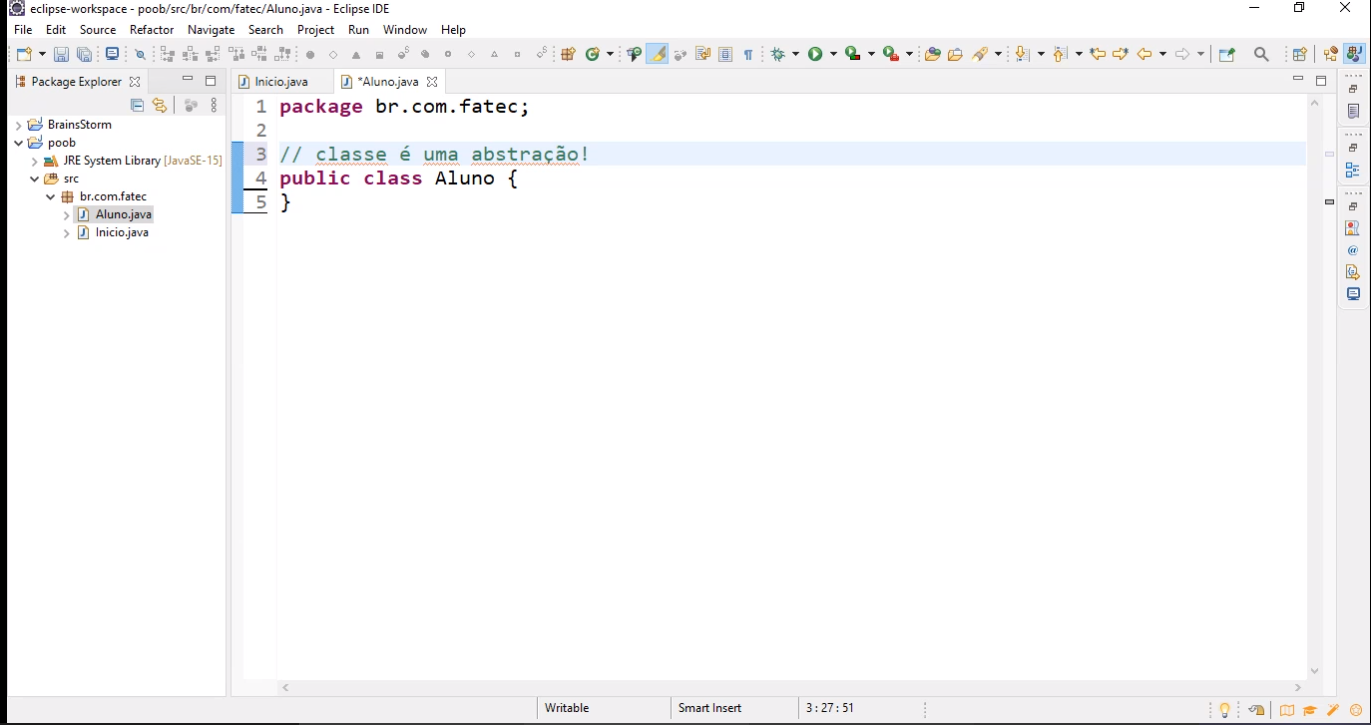 eclipse-workspace - poob/src/br/com/fatec/Aluno.java - Eclipse IDE
File Edit Source Refactor Navigate Search Project Run Window Help
Package Explorer
Inicio.java
*Aluno.java
BrainsStorm
poob
JRE System Library [JavaSE-15]
src
br.com.fatec
Aluno.java
Inicio.java
1 package br.com.fatec;
2
3 // classe é uma abstração!
4 public class Aluno {
5 }
Writable Smart Insert 3 : 27 : 51